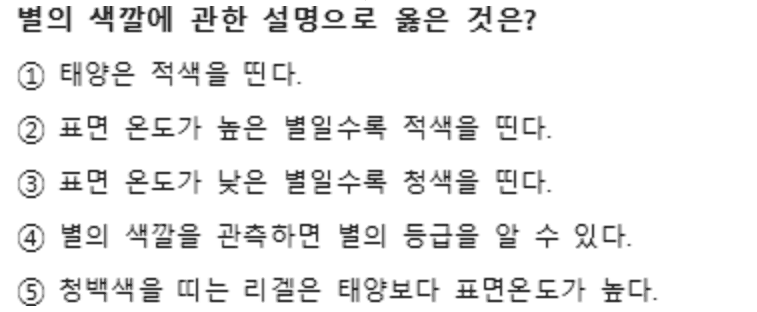 별의 색깔에 관한 설명으로 옳은 것은?
① 태양은 적색을 띤다.
② 표면 온도가 높은 별일수록 적색을 띤다.
③ 표면 온도가 낮은 별일수록 청색을 띤다.
④ 별의 색깔을 관측하면 별의 등급을 알 수 있다.
⑤ 청백색을 띠는 리겔은 태양보다 표면온도가 높다.